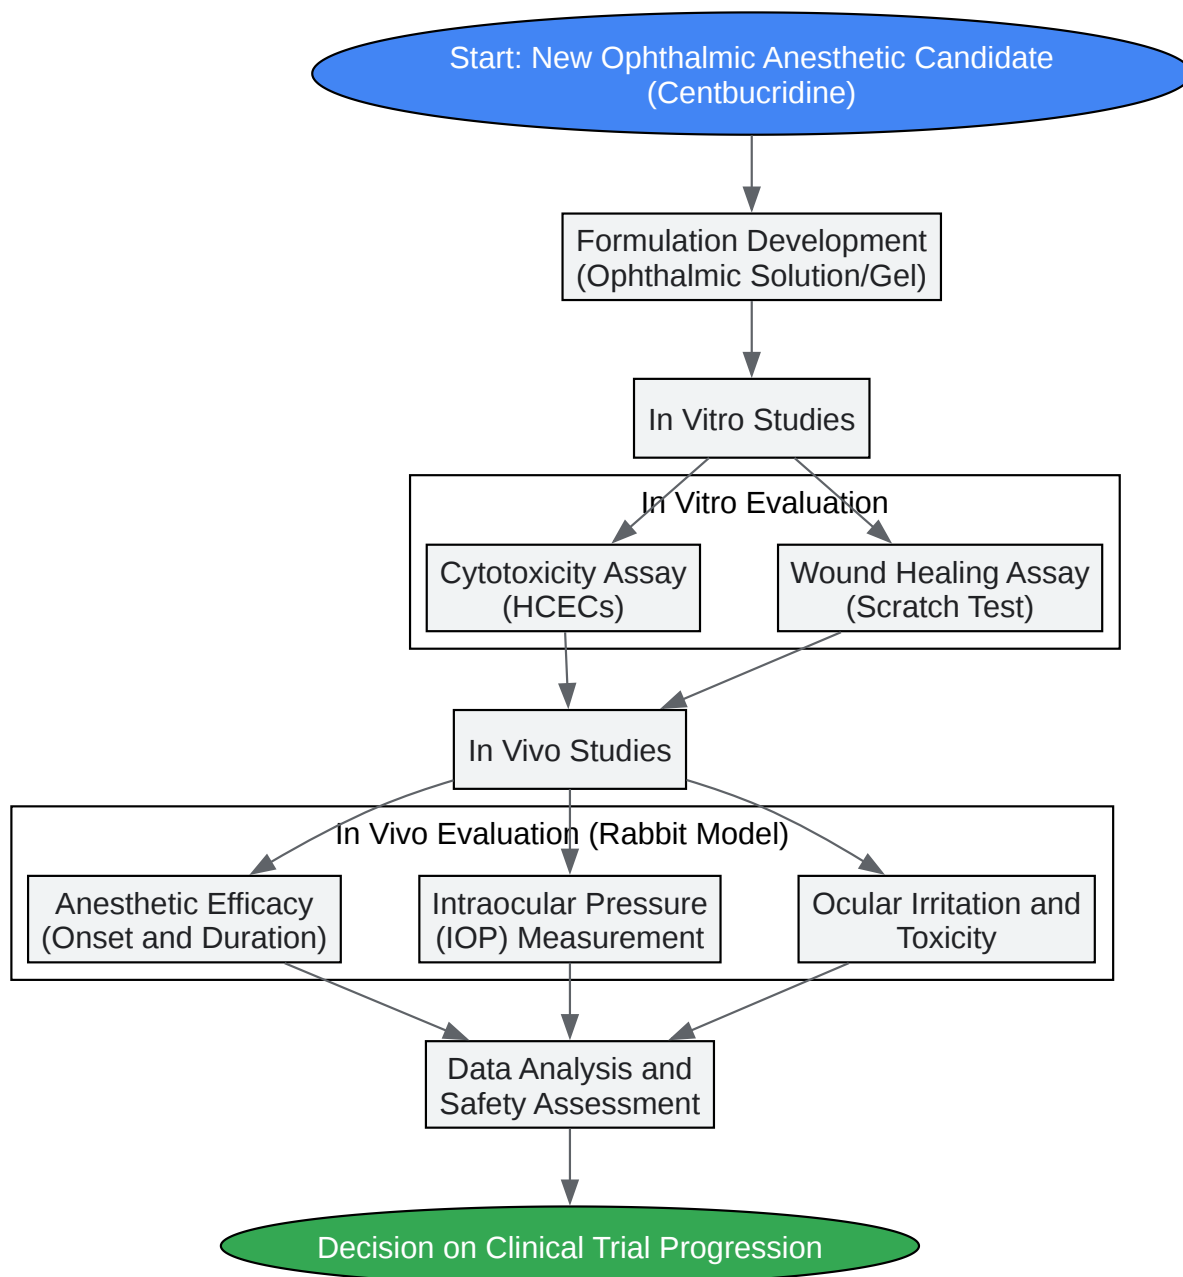 Start: New Ophthalmic Anesthetic Candidate
(Centbucridine)
Formulation Development
(Ophthalmic Solution/Gel)
In Vitro Studies
In Vitro Evaluation
Cytotoxicity Assay
(HCECs)
Wound Healing Assay
(Scratch Test)
In Vivo Studies
In Vivo Evaluation (Rabbit Model)
Anesthetic Efficacy
(Onset and Duration)
Intraocular Pressure
(IOP) Measurement
Ocular Irritation and
Toxicity
Data Analysis and
Safety Assessment
Decision on Clinical Trial Progression